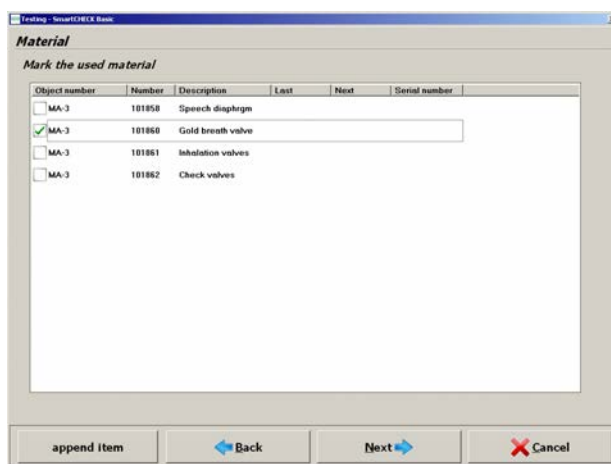 Testing - SmartCHECK Basic
Material
Mark the used material
Object number Number Description Last Next Serial number
MA-3 101858 Speech diaphrgm
MA-3 101860 Gold breath valve
MA-3 101861 Inhalation valves
MA-3 101862 Check valves
append item Back Next Cancel